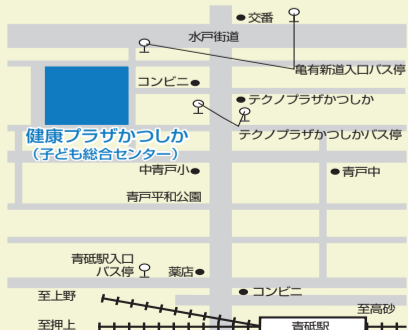 交番
水戸街道
亀有新道入口バス停
コンビニ
テクノプラザかつしか
健康プラザかつしか
(子ども総合センター)
テクノプラザかつしかバス停
中青戸小
青戸中
青戸平和公園
青砥駅入口
バス停
薬店
コンビニ
至上野
至高砂
至押上
青砥駅